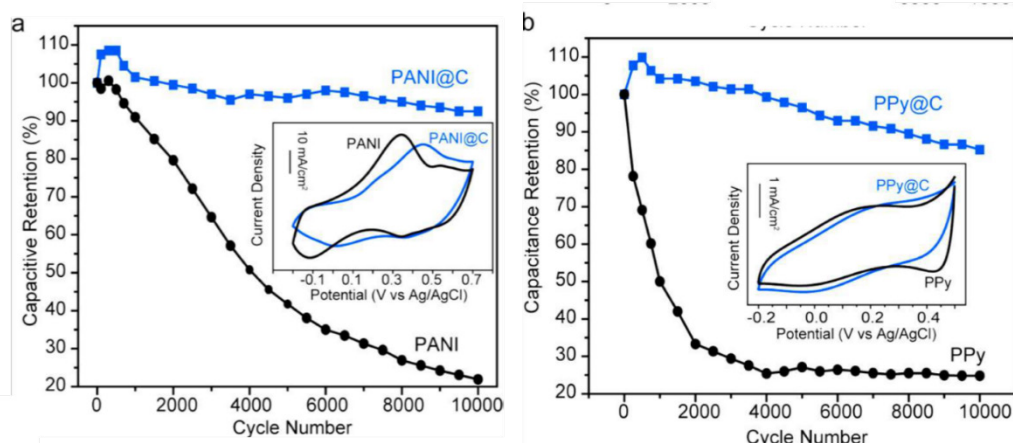 a
Capacitive Retention (%)
110
100
90
80
70
60
50
40
30
20
0 2000 4000 6000 8000 10000
Cycle Number
PANI@C
PANI
10 mA/cm²
Current Density
PANI
PANI@C
-0.1 0.1 0.3 0.5 0.7
Potential (V vs Ag/AgCl)
b
Capacitance Retention (%)
110
100
90
80
70
60
50
40
30
20
0 2000 4000 6000 8000 10000
Cycle Number
PPy@C
PPy
1 mA/cm²
Current Density
PPy@C
PPy
-0.2 0.0 0.2 0.4
Potential (V vs Ag/AgCl)